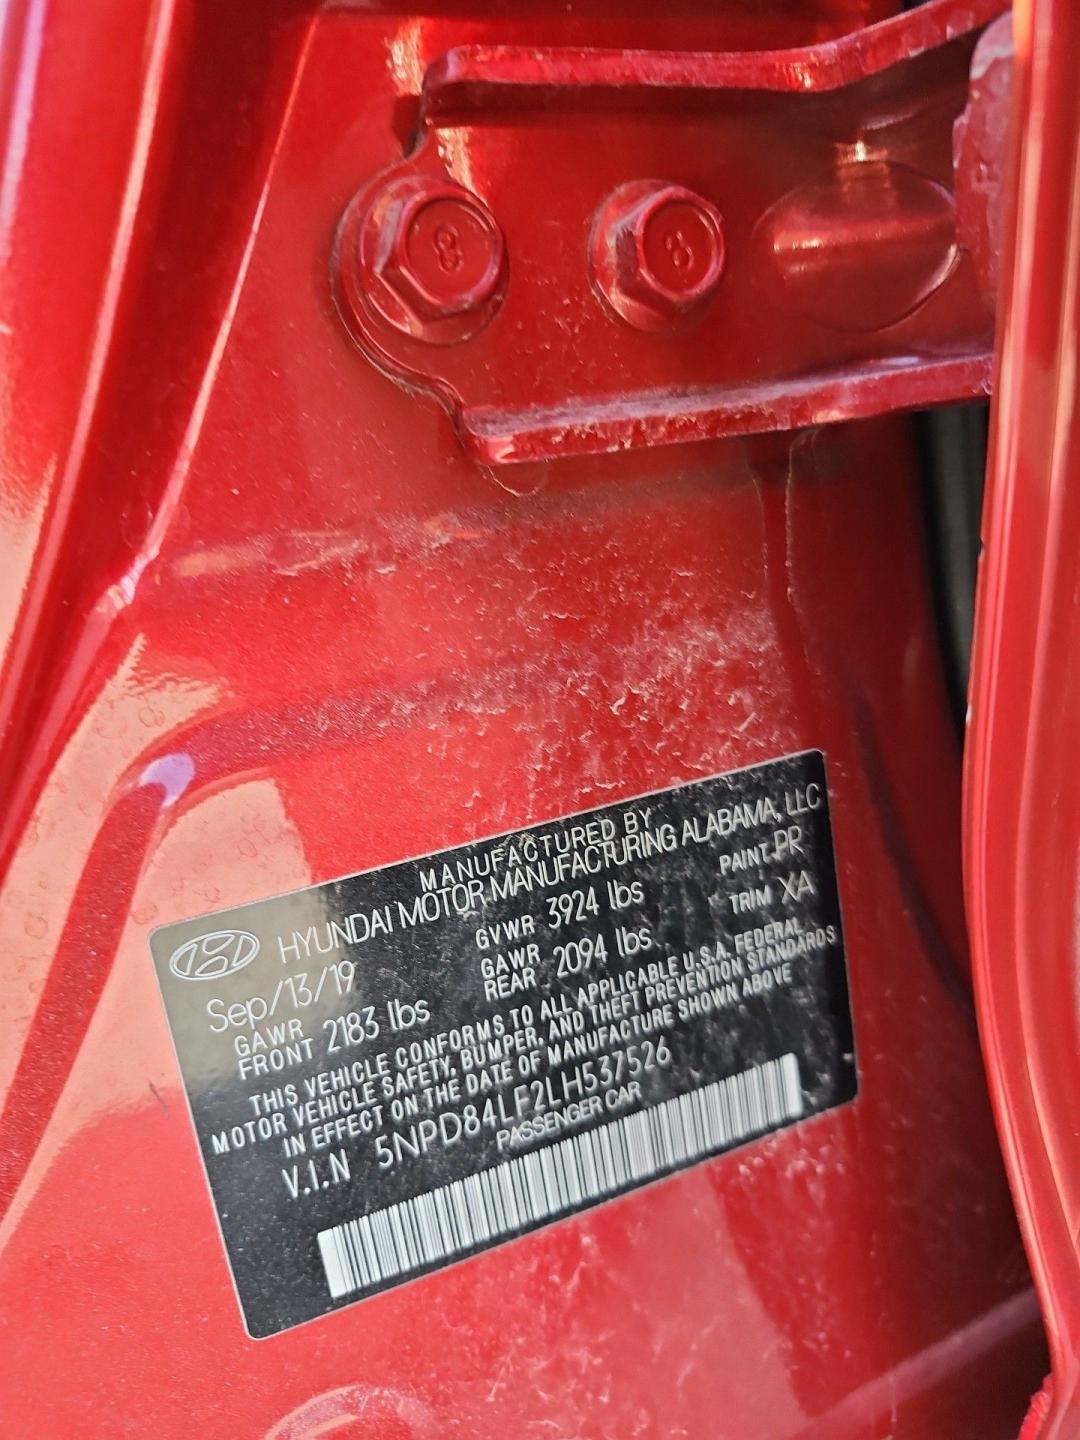 8 8
MANUFACTURED BY
HYUNDAI MOTOR MANUFACTURING ALABAMA, LLC
Sep/13/19 GVWR 3924 lbs PAINT PR
GAWR FRONT 2183 lbs GAWR REAR 2094 lbs TRIM XA
THIS VEHICLE CONFORMS TO ALL APPLICABLE U.S.A. FEDERAL
MOTOR VEHICLE SAFETY, BUMPER, AND THEFT PREVENTION STANDARDS
IN EFFECT ON THE DATE OF MANUFACTURE SHOWN ABOVE
V.I.N 5NPD84LF2LH537526
PASSENGER CAR